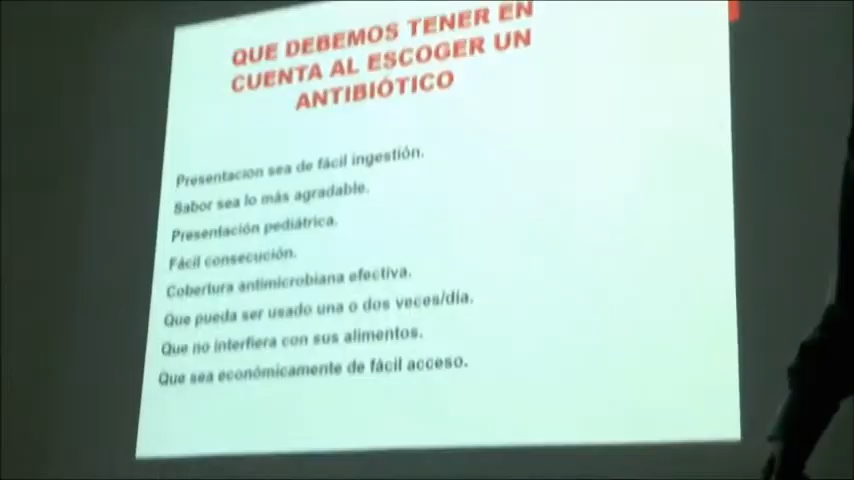 QUE DEBEMOS TENER EN
CUENTA AL ESCOGER UN
ANTIBIÓTICO
Presentacion sea de fácil ingestión.
Sabor sea lo más agradable.
Presentación pediátrica.
Fácil consecución.
Cobertura antimicrobiana efectiva.
Que pueda ser usado una o dos veces/día.
Que no interfiera con sus alimentos.
Que sea económicamente de fácil acceso.